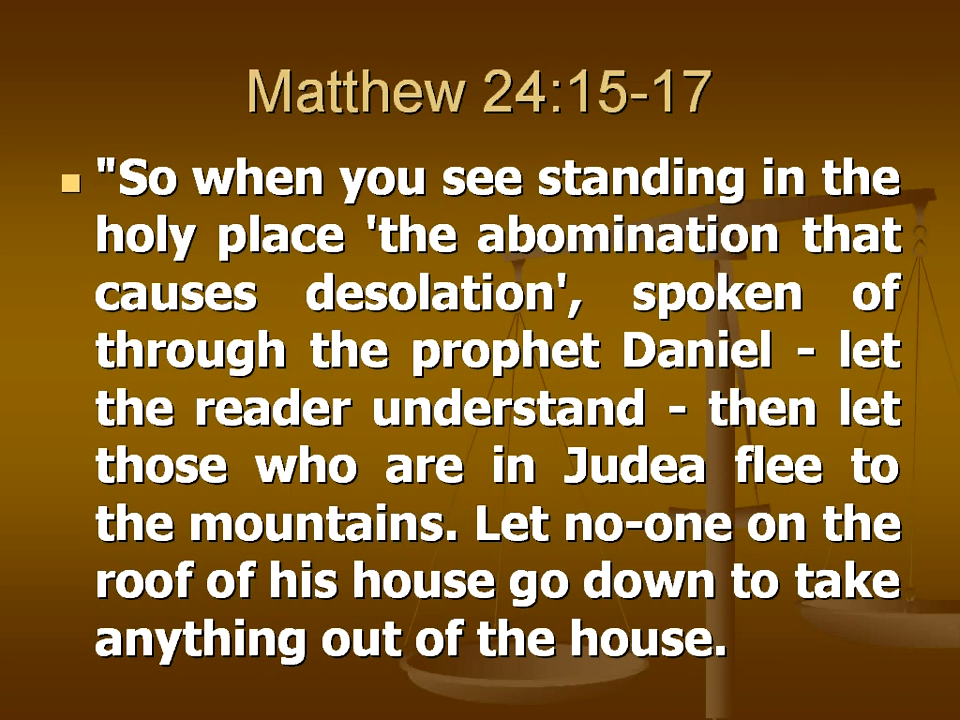 Matthew 24:15-17
"So when you see standing in the
holy place 'the abomination that
causes desolation', spoken of
through the prophet Daniel - let
the reader understand - then let
those who are in Judea flee to
the mountains. Let no-one on the
roof of his house go down to take
anything out of the house.